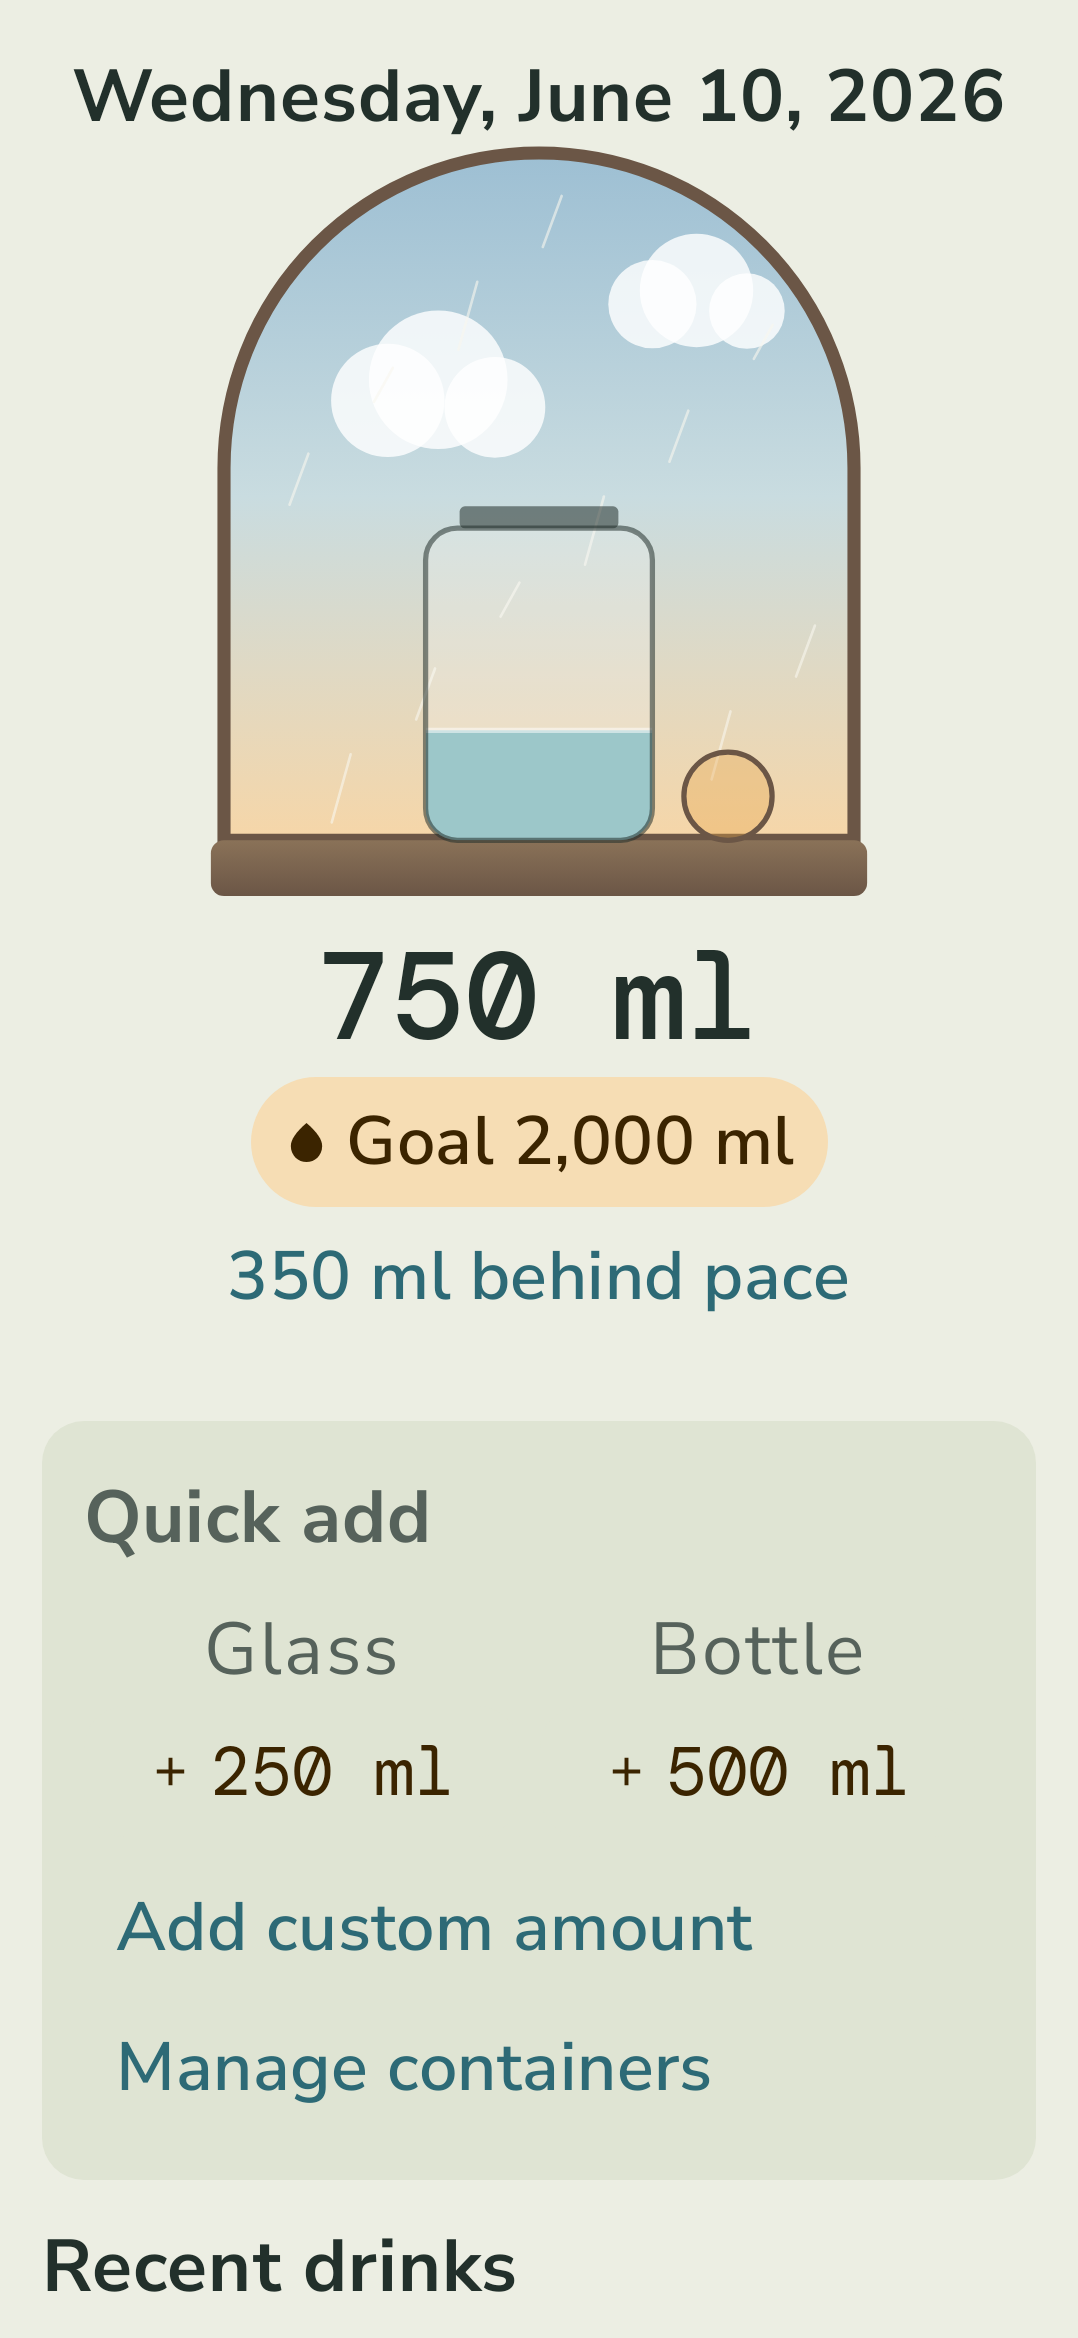 Wednesday, June 10, 2026
750 ml
Goal 2,000 ml
350 ml behind pace
Quick add
Glass Bottle
+ 250 ml + 500 ml
Add custom amount
Manage containers
Recent drinks